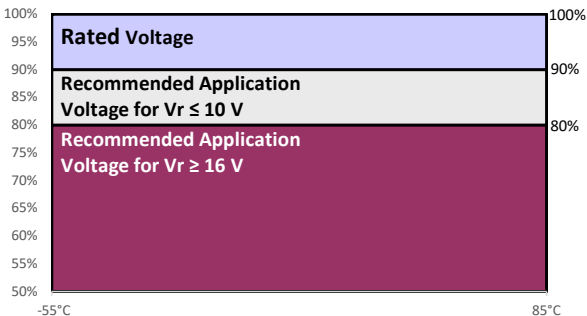 100%
95%
90%
85%
80%
75%
70%
65%
60%
55%
50%
Rated Voltage
Recommended Application
Voltage for Vr ≤ 10 V
Recommended Application
Voltage for Vr ≥ 16 V
100%
90%
80%
-55°C
85°C